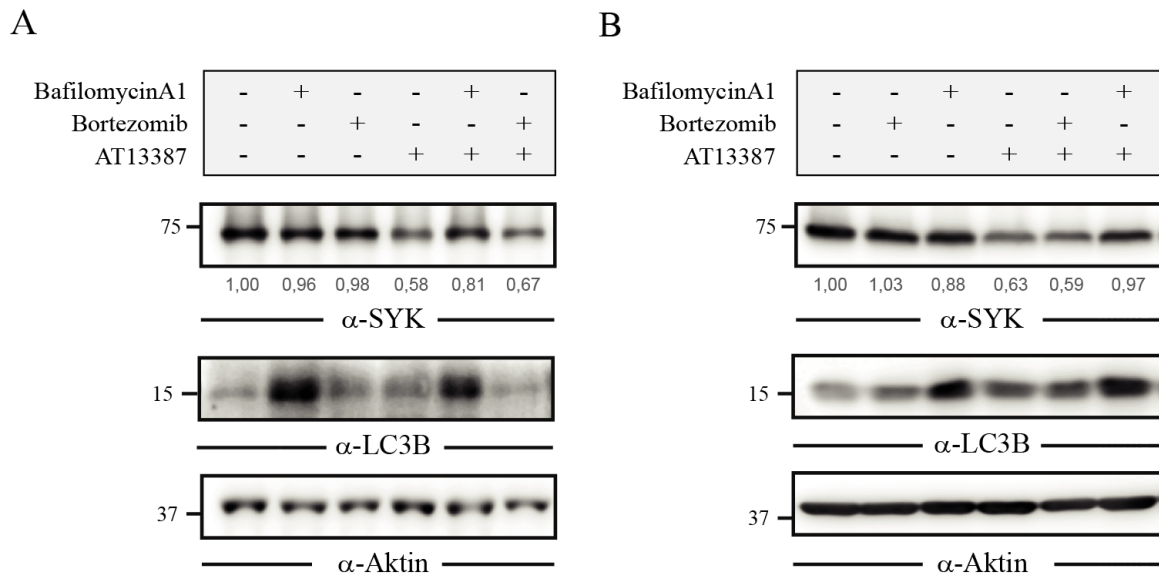 A
BafilomycinA1 - + - - + -
Bortezomib - - + - - +
AT13387 - - - + + +
75
1,00 0,96 0,98 0,58 0,81 0,67
α-SYK
15
α-LC3B
37
α-Aktin
B
BafilomycinA1 - - + - - +
Bortezomib - + - - + -
AT13387 - - - + + +
75
1,00 1,03 0,88 0,63 0,59 0,97
α-SYK
15
α-LC3B
37
α-Aktin